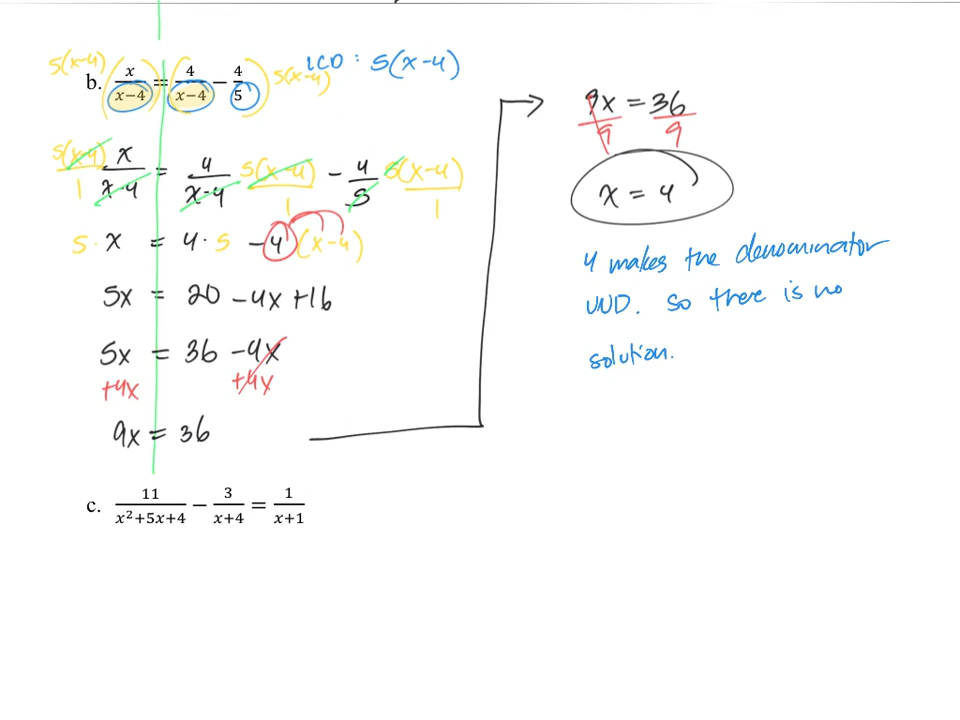 LCD : 5(x-4)
b. 5(x-4) (x/(x−4)) = (4/(x−4) − 4/5) 5(x-4)
5(x-4)/1 x/(x-4) = 4/(x-4) 5(x-4)/1 - 4/5 5(x-4)/1
5 · x = 4 · 5 - 4(x-4)
5x = 20 - 4x + 16
5x = 36 - 4x
+4x +4x
9x = 36
9x = 36
9 9
x = 4
4 makes the denominator
UND. So there is no
solution.
c. 11/(x²+5x+4) − 3/(x+4) = 1/(x+1)